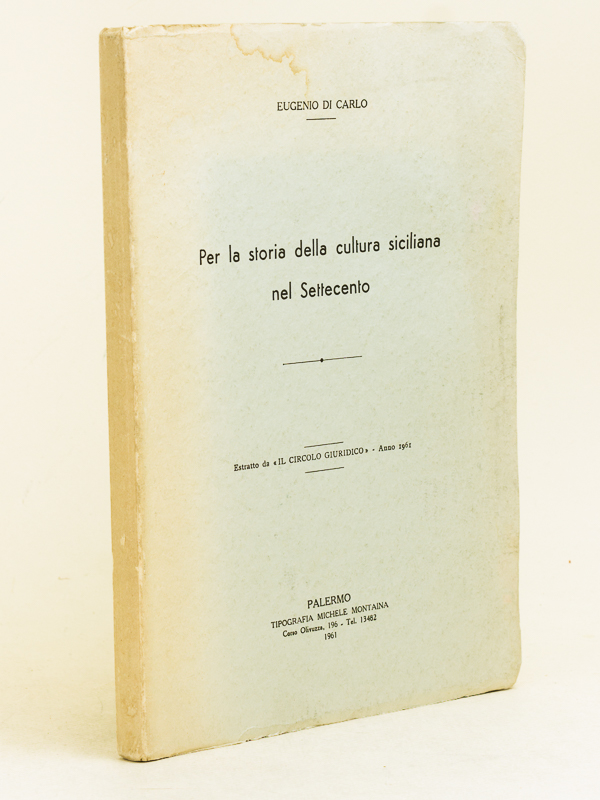 EUGENIO DI CARLO
Per la storia della cultura siciliana
nel Settecento
Estratto da «IL CIRCOLO GIURIDICO» - Anno 1961
PALERMO
TIPOGRAFIA MICHELE MONTAINA
Corso Olivuzza, 196 - Tel. 13482
1961